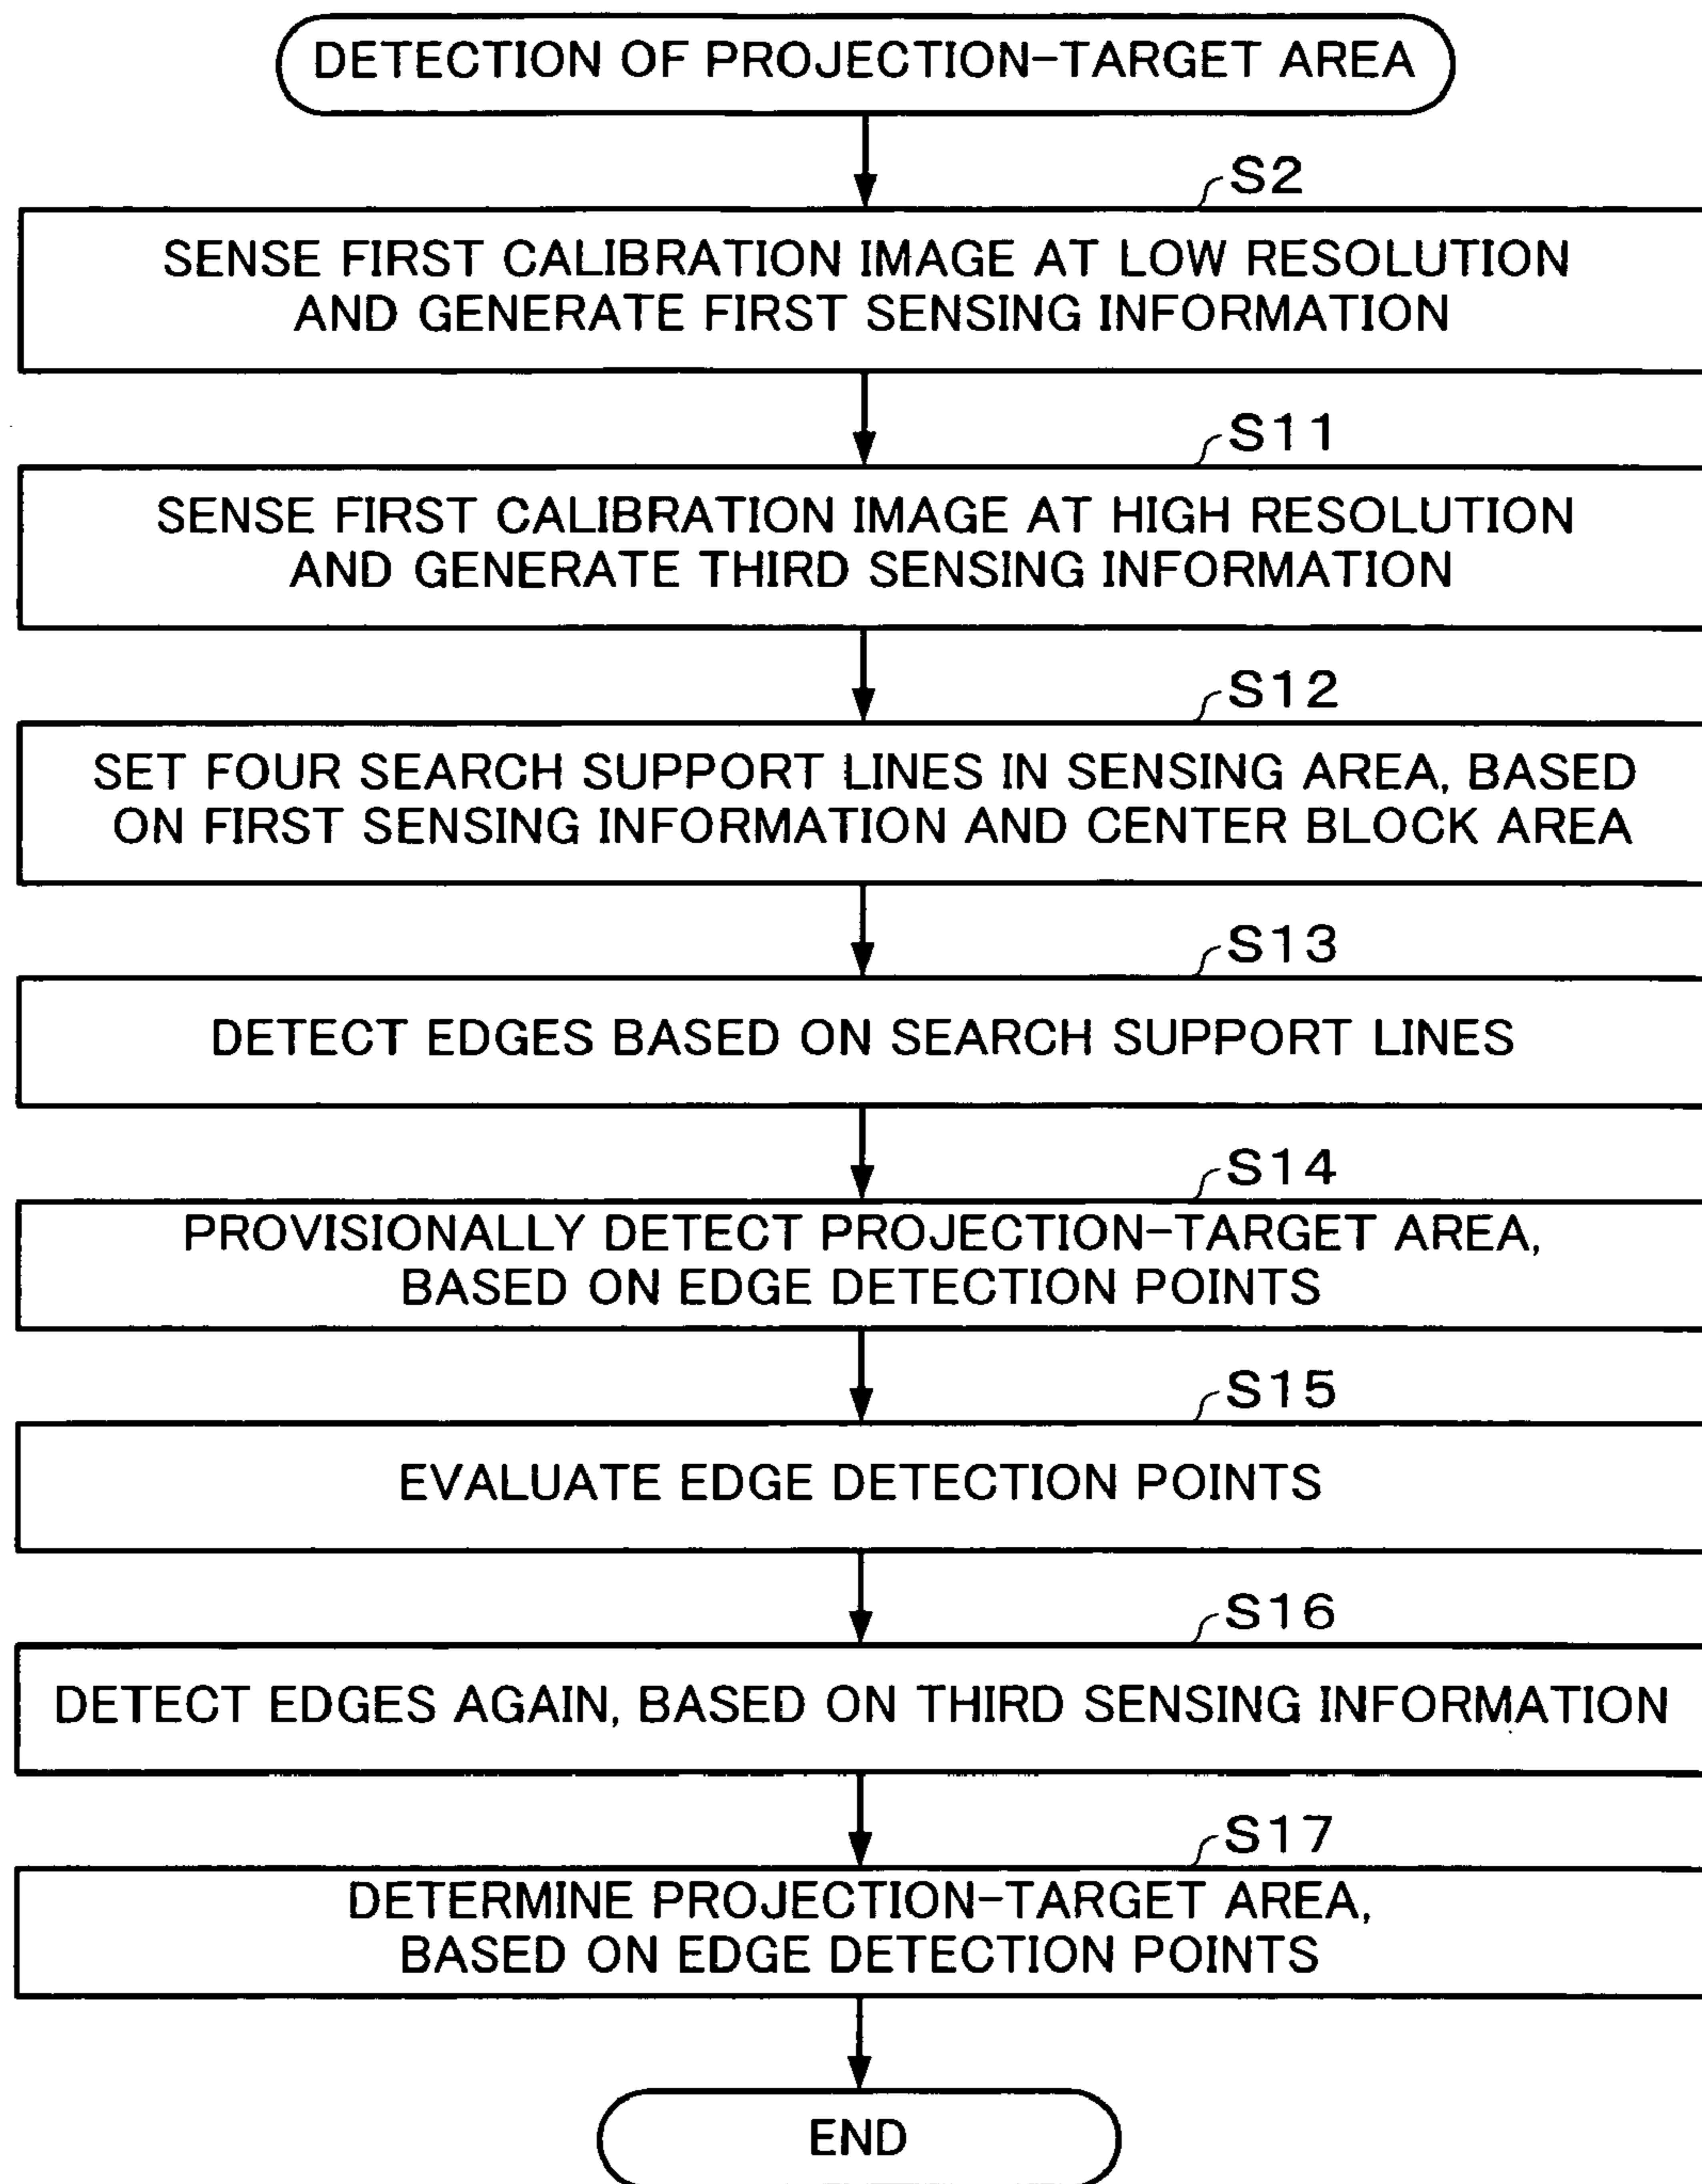 DETECTION OF PROJECTION-TARGET AREA
S2
SENSE FIRST CALIBRATION IMAGE AT LOW RESOLUTION
AND GENERATE FIRST SENSING INFORMATION
S11
SENSE FIRST CALIBRATION IMAGE AT HIGH RESOLUTION
AND GENERATE THIRD SENSING INFORMATION
S12
SET FOUR SEARCH SUPPORT LINES IN SENSING AREA, BASED
ON FIRST SENSING INFORMATION AND CENTER BLOCK AREA
S13
DETECT EDGES BASED ON SEARCH SUPPORT LINES
S14
PROVISIONALLY DETECT PROJECTION-TARGET AREA,
BASED ON EDGE DETECTION POINTS
S15
EVALUATE EDGE DETECTION POINTS
S16
DETECT EDGES AGAIN, BASED ON THIRD SENSING INFORMATION
S17
DETERMINE PROJECTION-TARGET AREA,
BASED ON EDGE DETECTION POINTS
END